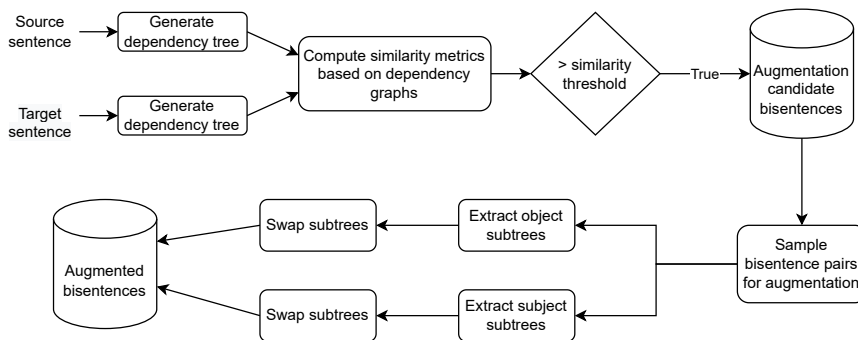 Source
sentence
Generate
dependency tree
Target
sentence
Generate
dependency tree
Compute similarity metrics
based on dependency
graphs
> similarity
threshold
True
Augmentation
candidate
bisentences
Sample
bisentence pairs
for augmentation
Extract object
subtrees
Swap subtrees
Extract subject
subtrees
Swap subtrees
Augmented
bisentences